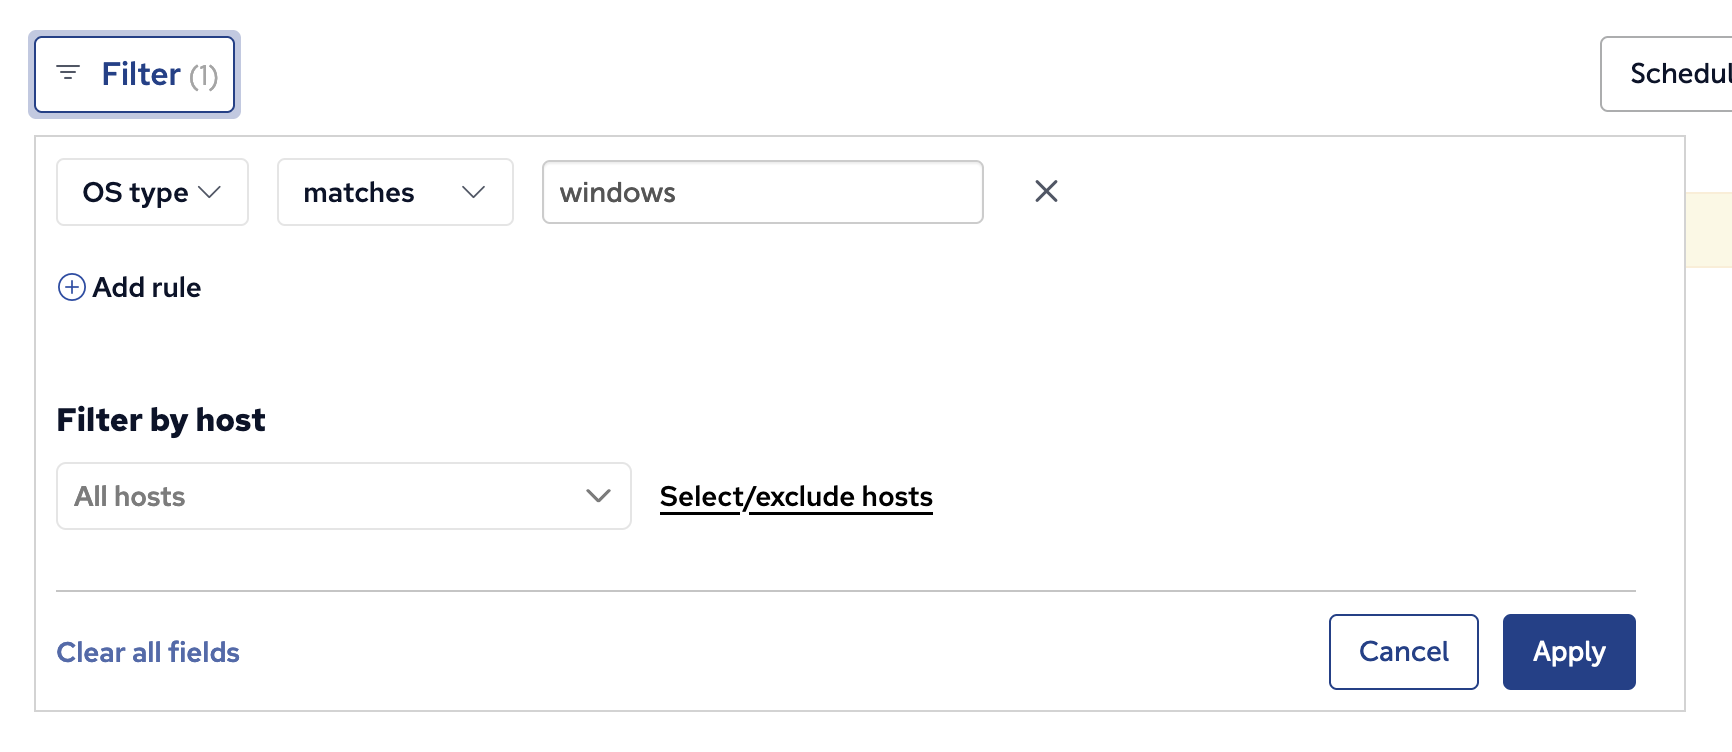 Filter (1)
Schedul
OS type
matches
windows
Add rule
Filter by host
All hosts
Select/exclude hosts
Clear all fields
Cancel
Apply